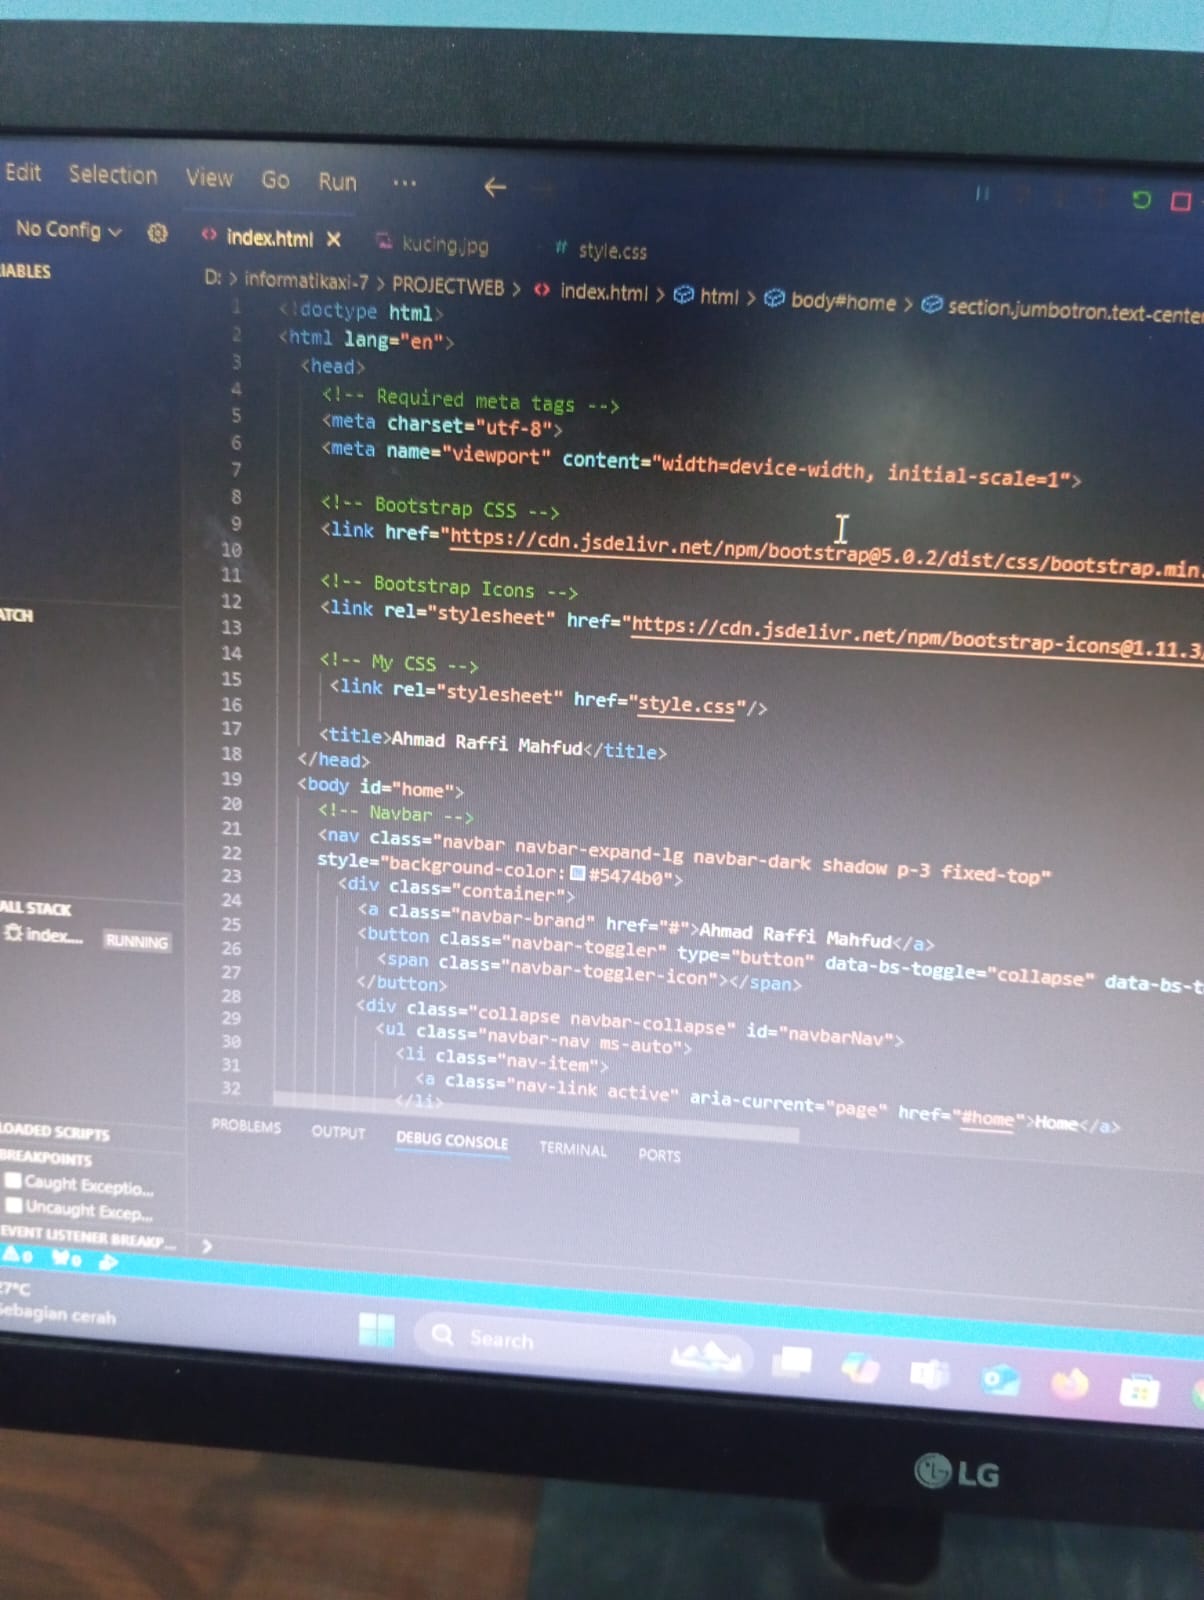 Edit Selection View Go Run ...
No Config index.html kucing.jpg style.css
IABLES
D: > informatikaxi-7 > PROJECTWEB > index.html > html > body#home > section.jumbotron.text-cente
1 <!doctype html>
2 <html lang="en">
3 <head>
4 <!-- Required meta tags -->
5 <meta charset="utf-8">
6 <meta name="viewport" content="width=device-width, initial-scale=1">
7
8 <!-- Bootstrap CSS -->
9 <link href="https://cdn.jsdelivr.net/npm/bootstrap@5.0.2/dist/css/bootstrap.min.
10
11 <!-- Bootstrap Icons -->
12 <link rel="stylesheet" href="https://cdn.jsdelivr.net/npm/bootstrap-icons@1.11.3/
13
14 <!-- My CSS -->
15 <link rel="stylesheet" href="style.css"/>
16
17 <title>Ahmad Raffi Mahfud</title>
18 </head>
19 <body id="home">
20 <!-- Navbar -->
21 <nav class="navbar navbar-expand-lg navbar-dark shadow p-3 fixed-top"
22 style="background-color: #5474b0">
23 <div class="container">
24 <a class="navbar-brand" href="#">Ahmad Raffi Mahfud</a>
25 <button class="navbar-toggler" type="button" data-bs-toggle="collapse" data-bs-t
26 <span class="navbar-toggler-icon"></span>
27 </button>
28 <div class="collapse navbar-collapse" id="navbarNav">
29 <ul class="navbar-nav ms-auto">
30 <li class="nav-item">
31 <a class="nav-link active" aria-current="page" href="#home">Home</a>
32 </li>
ATCH
ALL STACK
index.... RUNNING
LOADED SCRIPTS
BREAKPOINTS
Caught Exceptio...
Uncaught Excep...
EVENT LISTENER BREAKP...
PROBLEMS OUTPUT DEBUG CONSOLE TERMINAL PORTS
0 0
27°C
Sebagian cerah
Search
LG